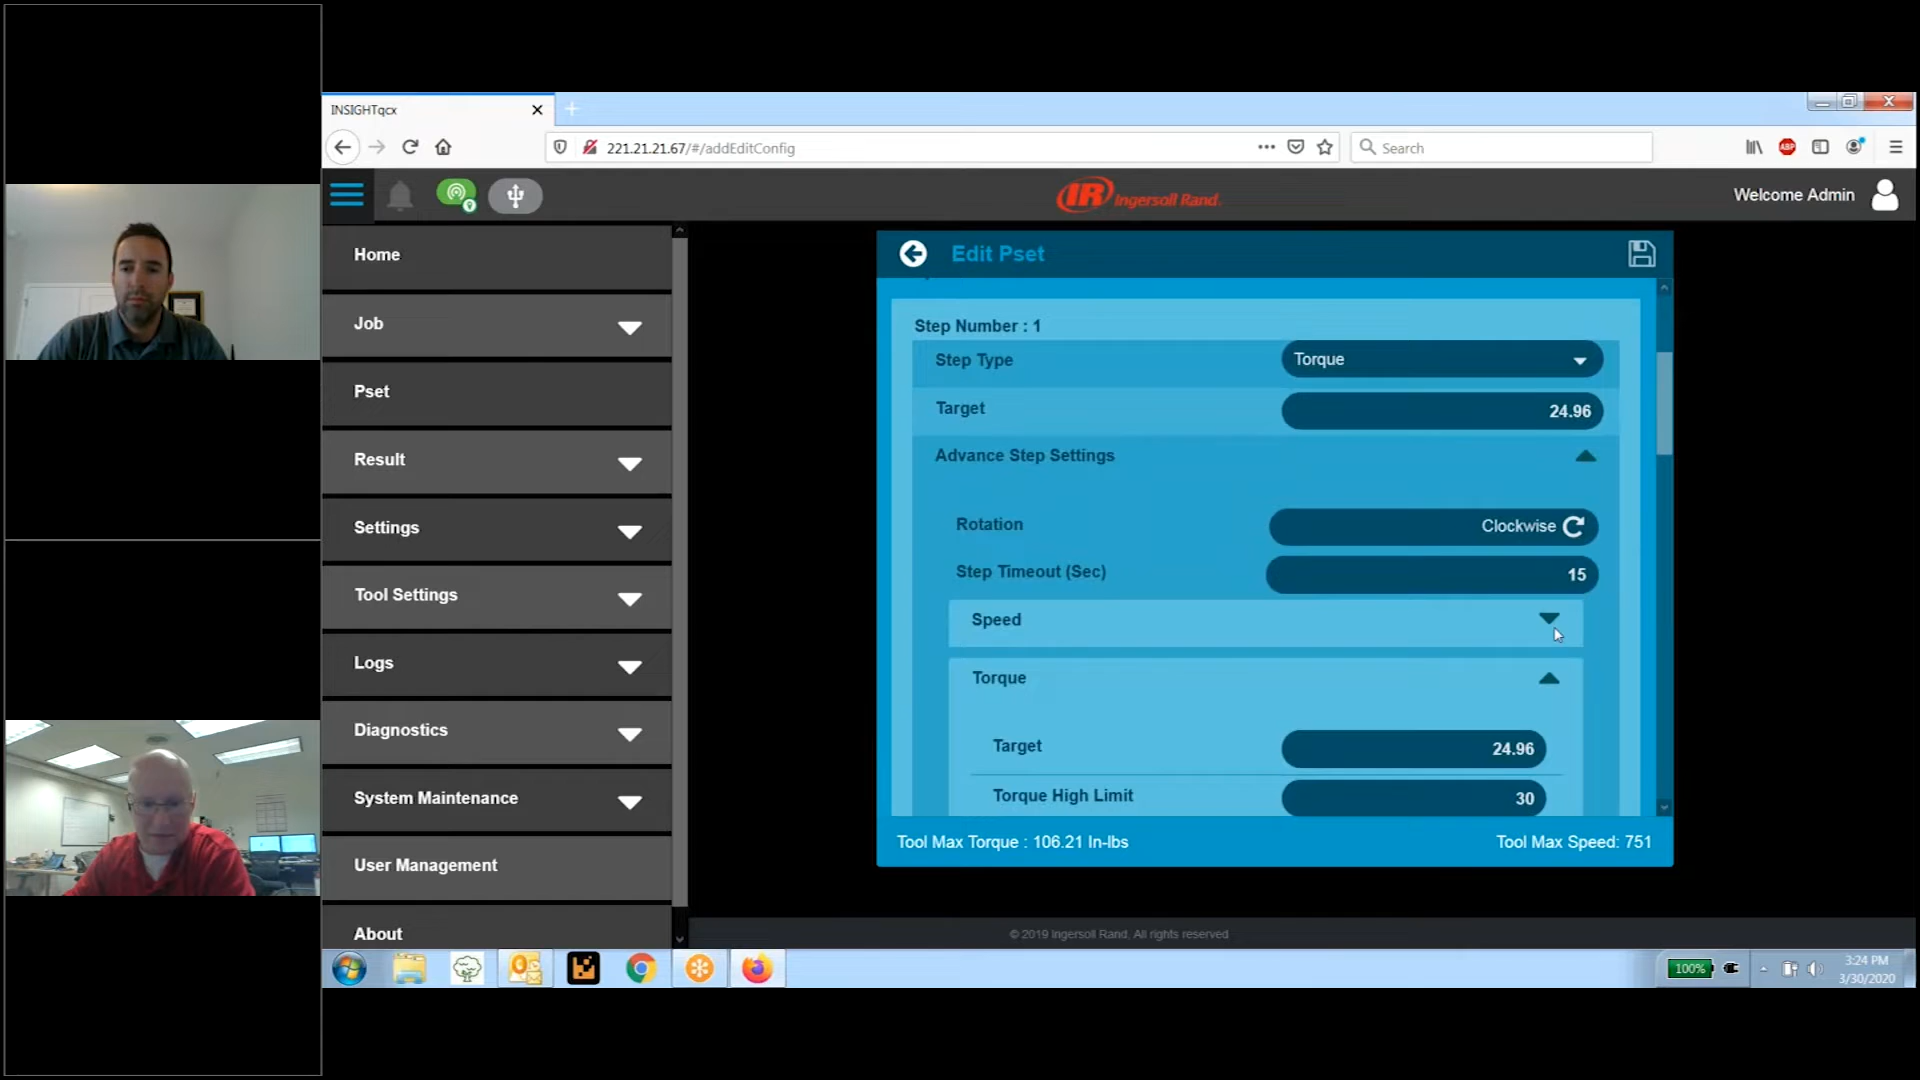 INSIGHTqcx
221.21.21.67/#/addEditConfig
Search
ABP
IR Ingersoll Rand.
Welcome Admin
Home
Job
Pset
Result
Settings
Tool Settings
Logs
Diagnostics
System Maintenance
User Management
About
Edit Pset
Step Number : 1
Step Type
Torque
Target
24.96
Advance Step Settings
Rotation
Clockwise
Step Timeout (Sec)
15
Speed
Torque
Target
24.96
Torque High Limit
30
Tool Max Torque : 106.21 In-lbs
Tool Max Speed: 751
© 2019 Ingersoll Rand, All rights reserved
100%
3:24 PM
3/30/2020